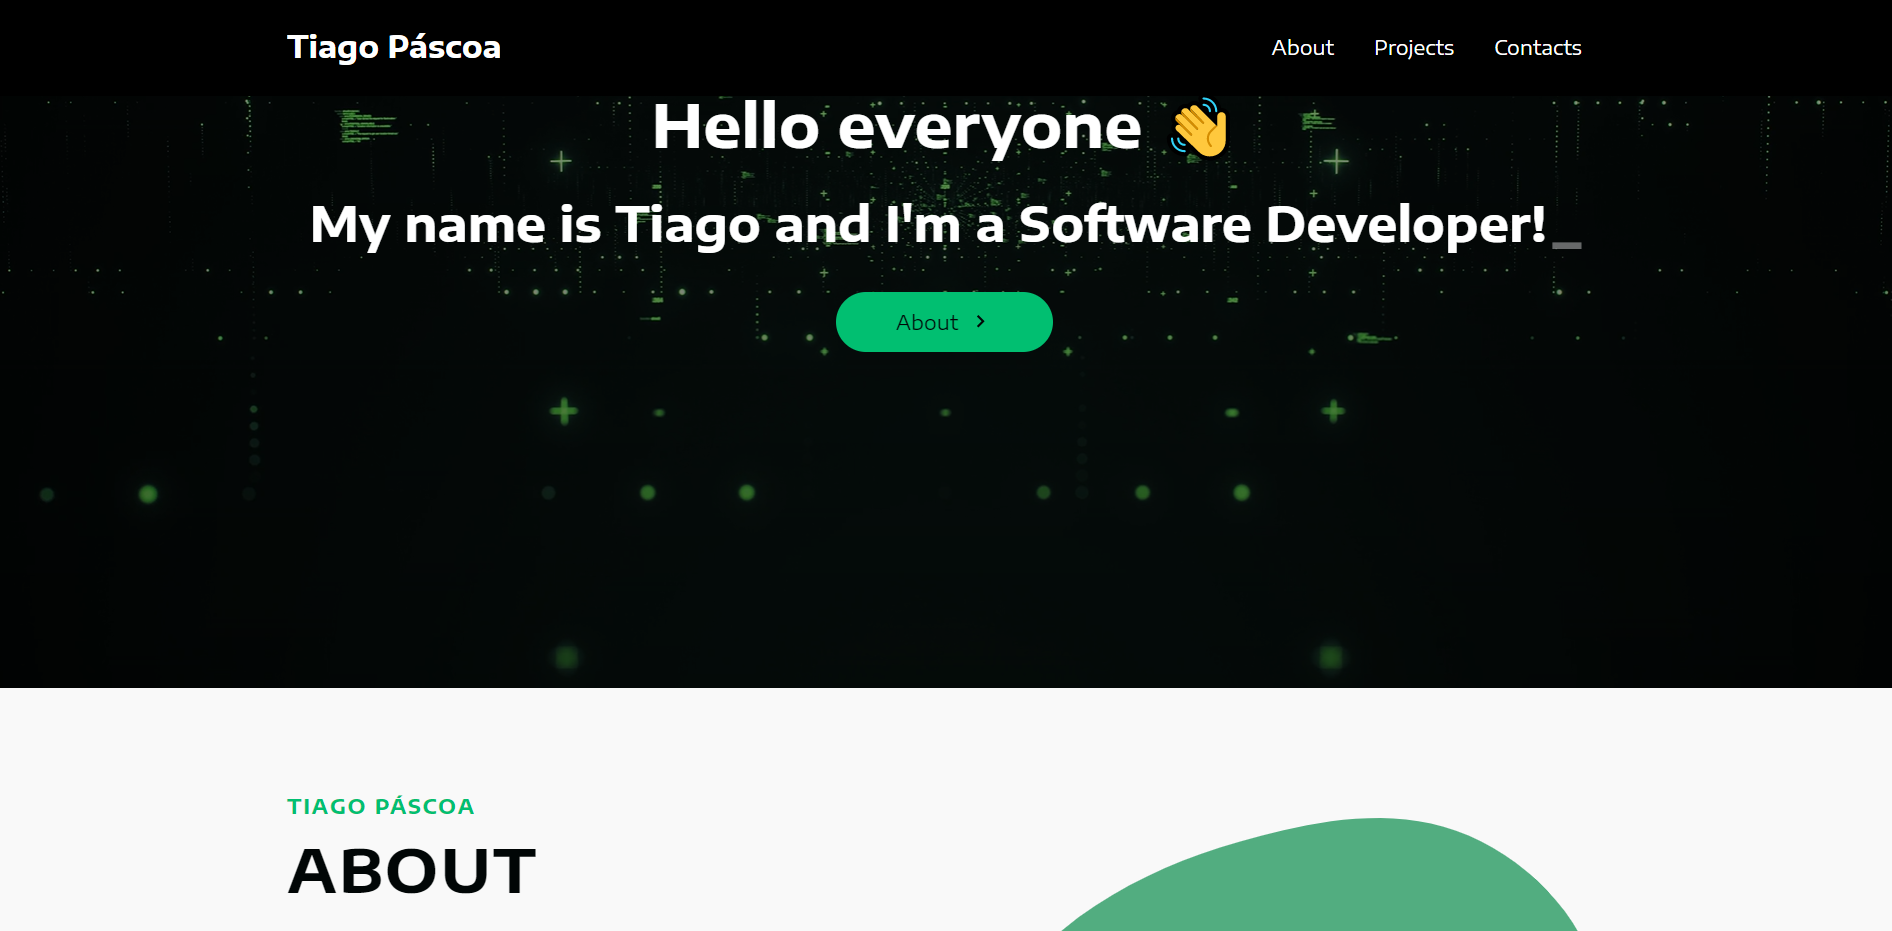 Tiago Páscoa
About Projects Contacts
Hello everyone 👋
My name is Tiago and I'm a Software Developer!_
About >
TIAGO PÁSCOA
ABOUT